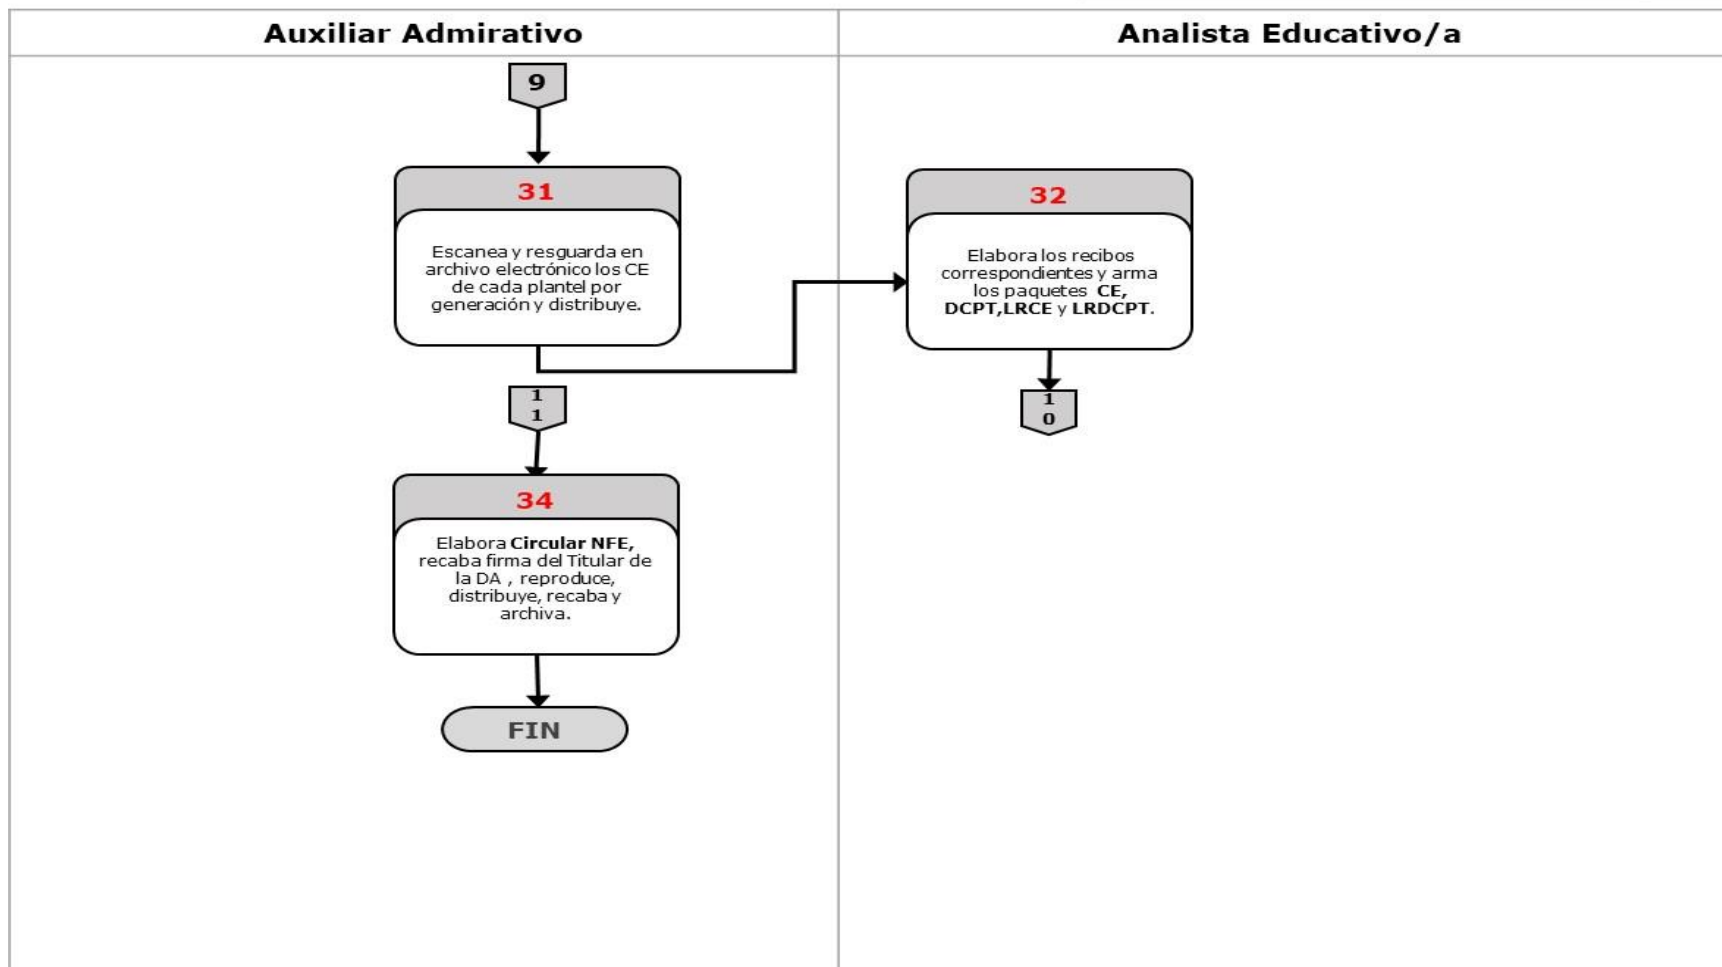 Auxiliar Admirativo
Analista Educativo/a
9
31
Escanea y resguarda en
archivo electrónico los CE
de cada plantel por
generación y distribuye.
32
Elabora los recibos
correspondientes y arma
los paquetes CE,
DCPT,LRCE y LRDCPT.
1
0
1
1
34
Elabora Circular NFE,
recaba firma del Titular de
la DA , reproduce,
distribuye, recaba y
archiva.
FIN